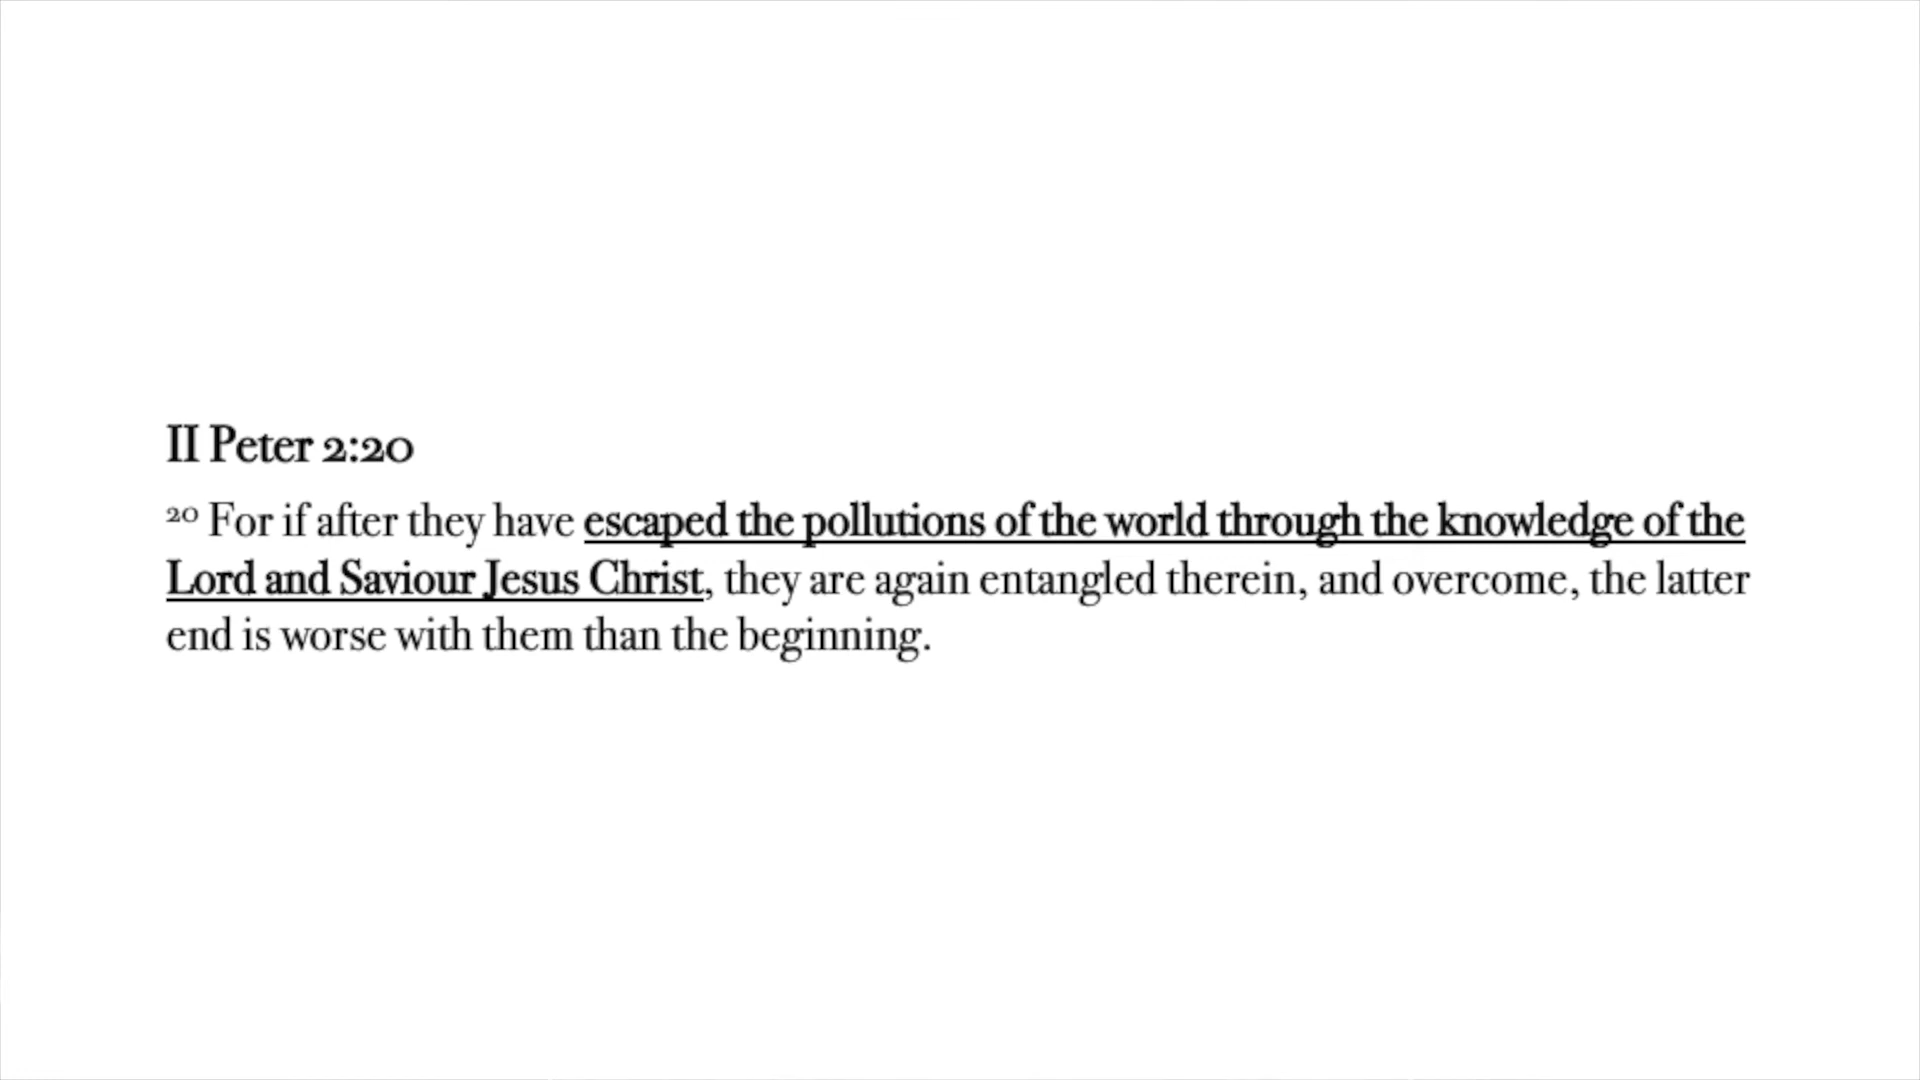 II Peter 2:20
20 For if after they have escaped the pollutions of the world through the knowledge of the
Lord and Saviour Jesus Christ, they are again entangled therein, and overcome, the latter
end is worse with them than the beginning.